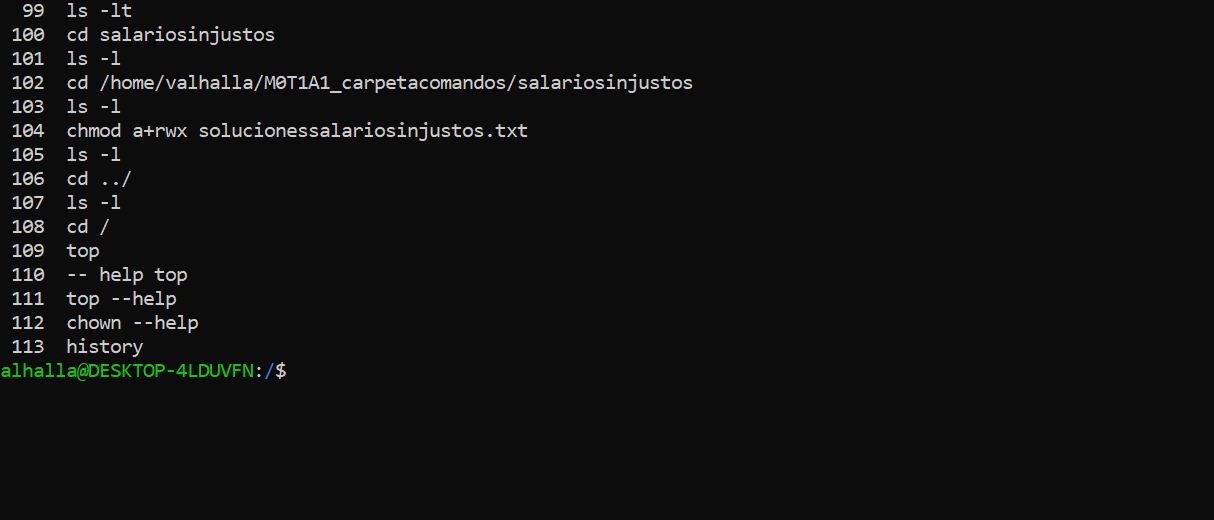 99 ls -lt
100 cd salariosinjustos
101 ls -l
102 cd /home/valhalla/M0T1A1_carpetacomandos/salariosinjustos
103 ls -l
104 chmod a+rwx solucionessalariosinjustos.txt
105 ls -l
106 cd ../
107 ls -l
108 cd /
109 top
110 -- help top
111 top --help
112 chown --help
113 history
alhalla@DESKTOP-4LDUVFN:/$